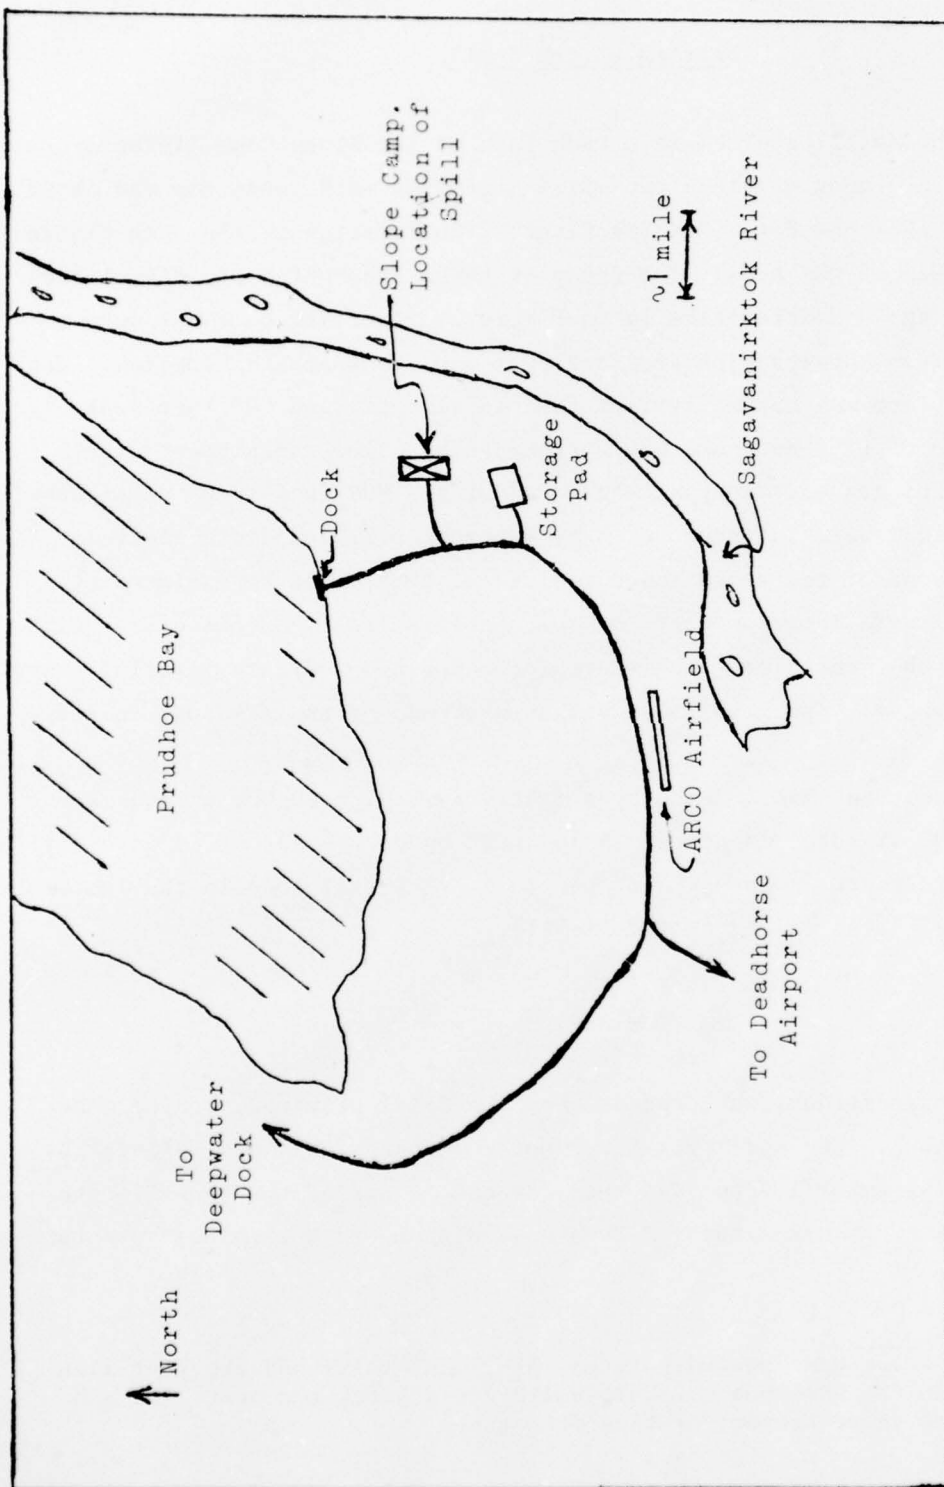 Slope Camp.
Location of
Spill
Dock
Prudhoe Bay
Storage
Pad
~1 mile
Sagavanirktok River
ARCO Airfield
To Deadhorse
Airport
To
Deepwater
Dock
North